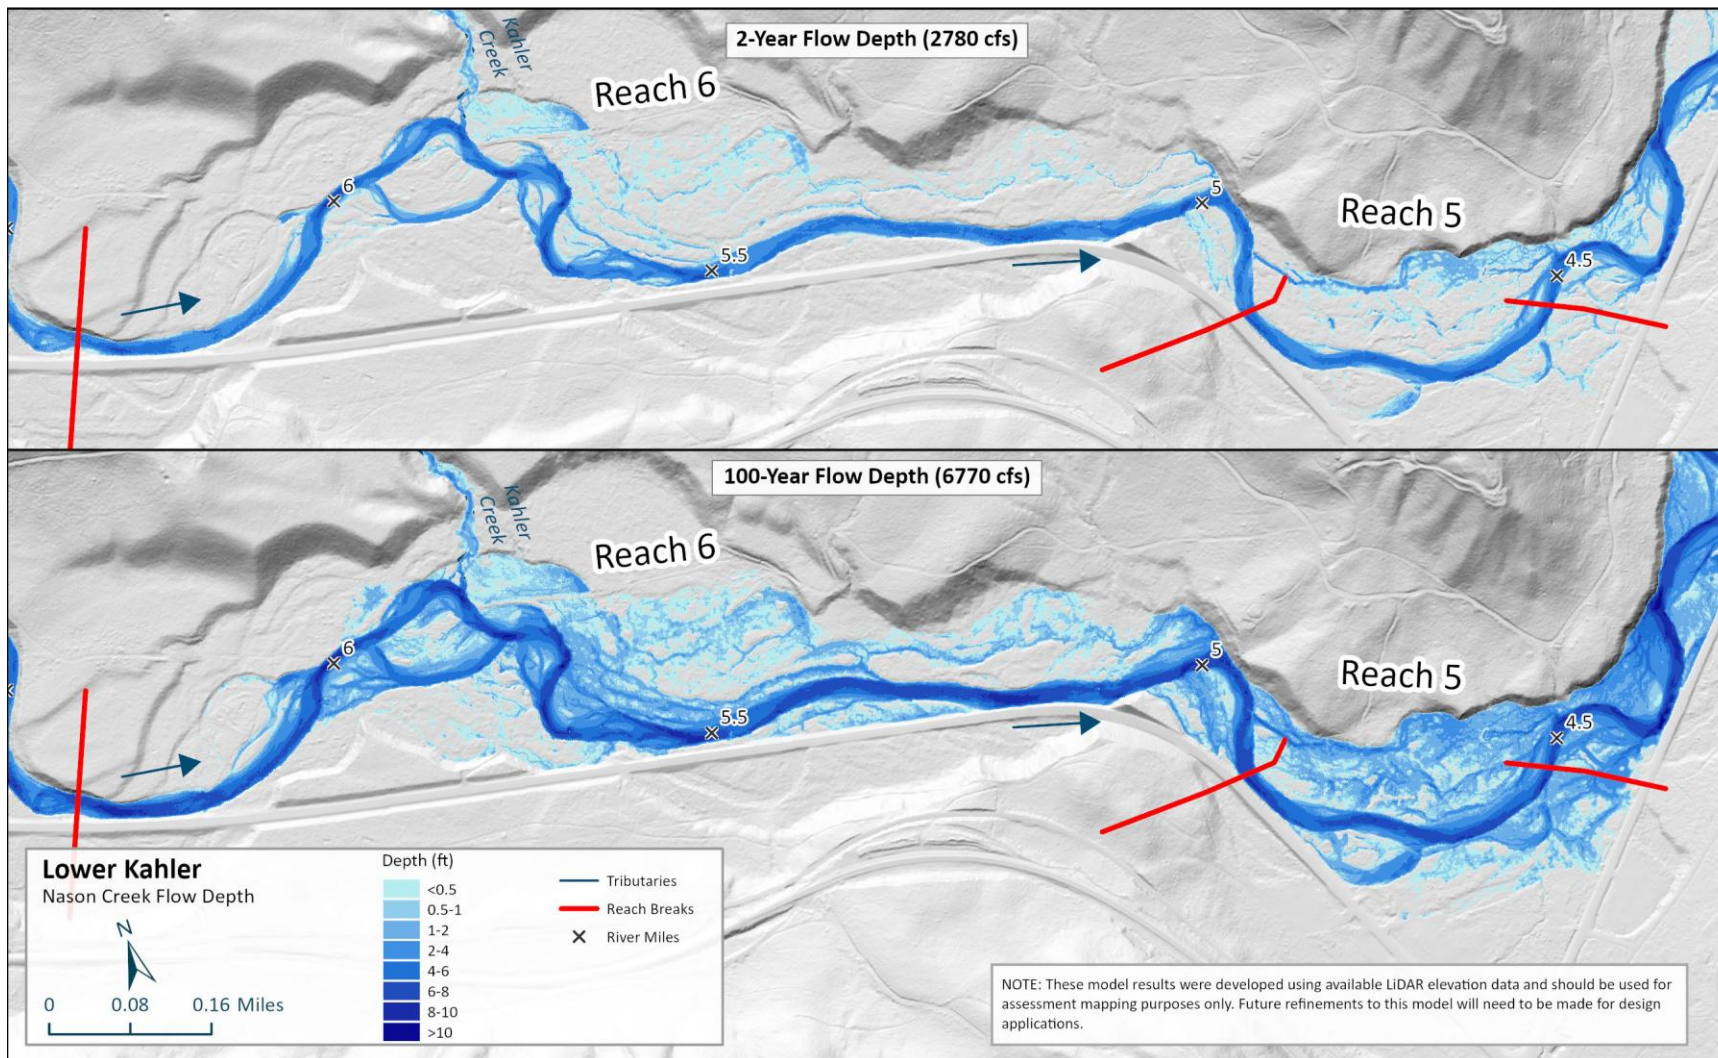 2-Year Flow Depth (2780 cfs)
Kahler
Creek
Reach 6
6
5.5
5
Reach 5
4.5
100-Year Flow Depth (6770 cfs)
Kahler
Creek
Reach 6
6
5.5
5
Reach 5
4.5
Lower Kahler
Nason Creek Flow Depth
N
0 0.08 0.16 Miles
Depth (ft)
<0.5
0.5-1
1-2
2-4
4-6
6-8
8-10
>10
Tributaries
Reach Breaks
River Miles
NOTE: These model results were developed using available LiDAR elevation data and should be used for
assessment mapping purposes only. Future refinements to this model will need to be made for design
applications.